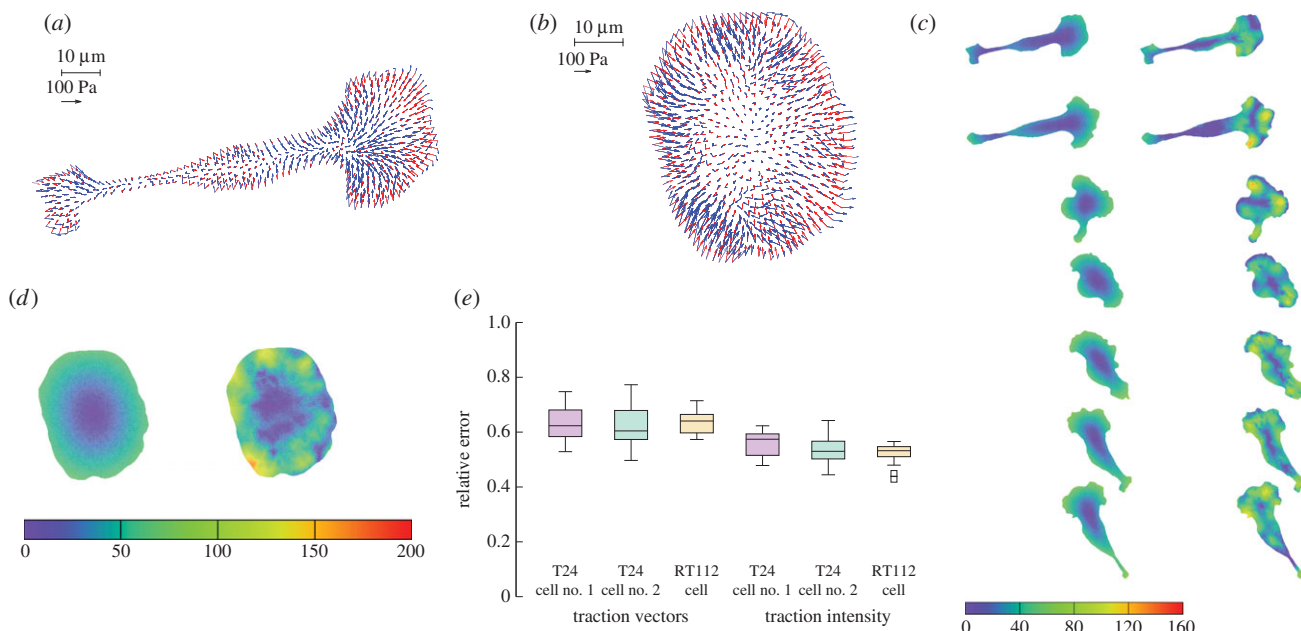 (a)
10 µm
100 Pa
(b)
10 µm
100 Pa
(c)
(d)
0 50 100 150 200
(e)
1.0
0.8
0.6
0.4
0.2
0
relative error
T24 T24 RT112 T24 T24 RT112
cell no. 1 cell no. 2 cell cell no. 1 cell no. 2 cell
traction vectors traction intensity
0 40 80 120 160